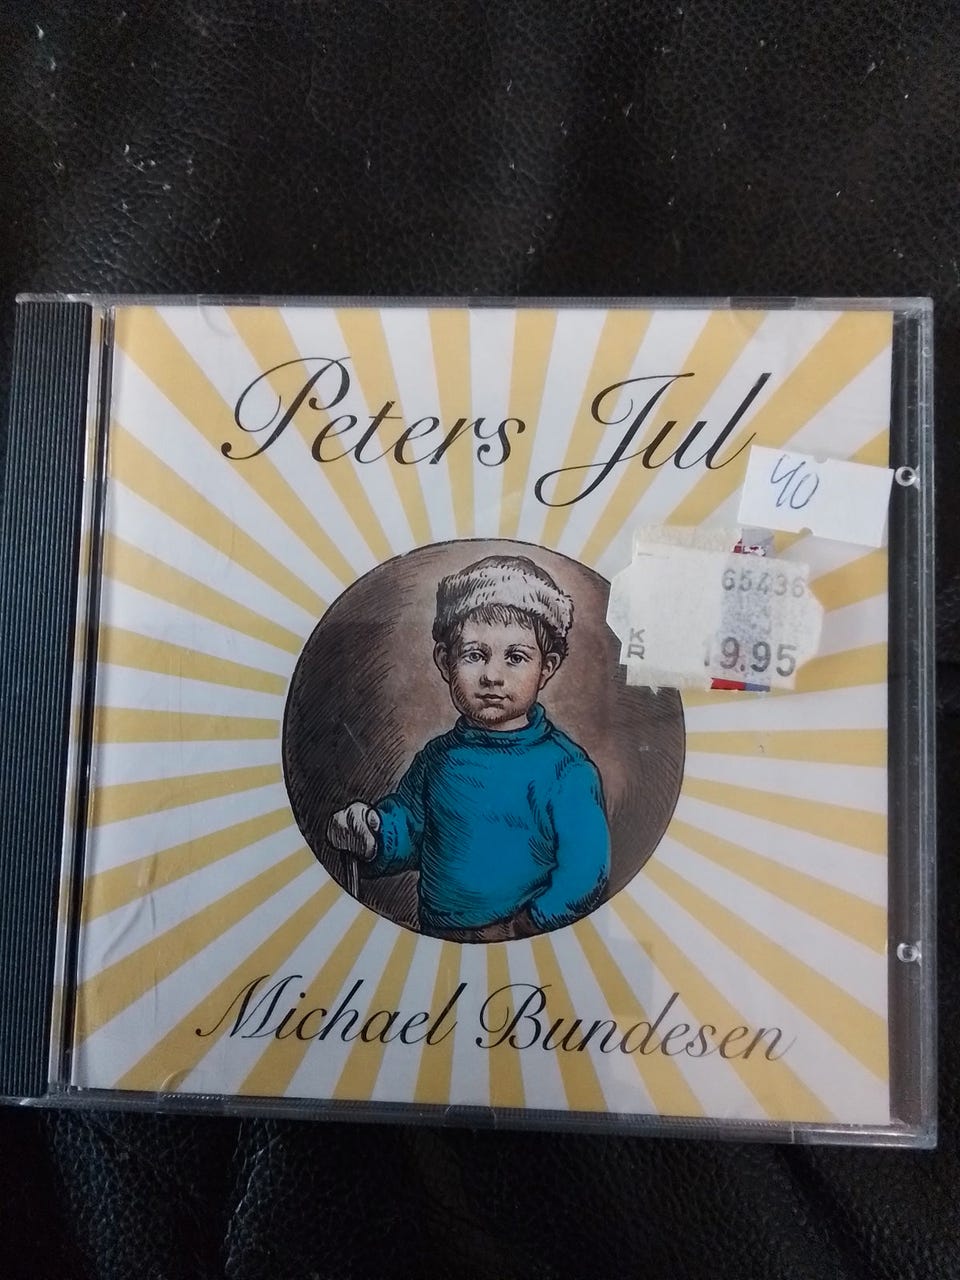 Peters Jul
40
65436
KR 19.95
Michael Bundesen